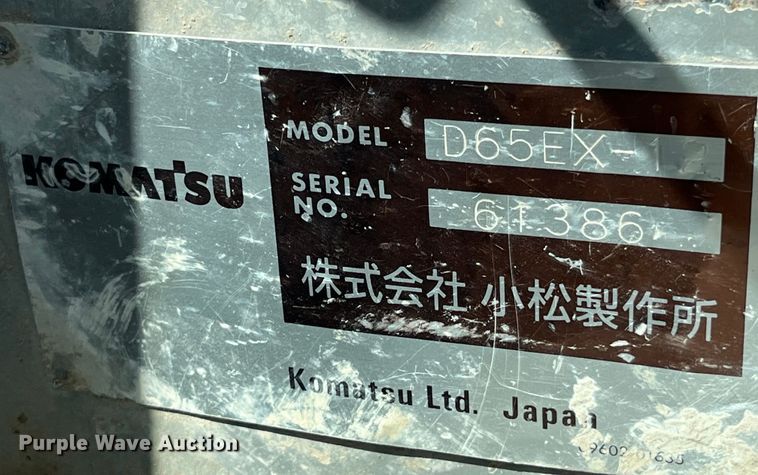 KOMATSU
MODEL D65EX-12
SERIAL NO. 61386
株式会社 小松製作所
Komatsu Ltd. Japan
Purple Wave Auction